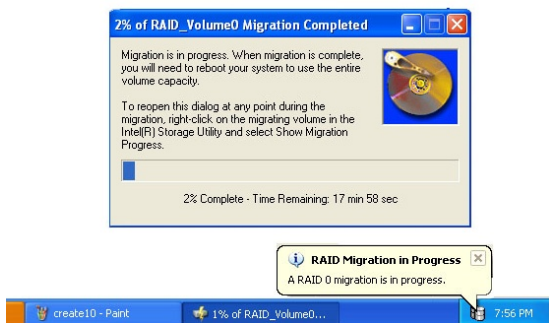 2% of RAID_Volume0 Migration Completed
Migration is in progress. When migration is complete,
you will need to reboot your system to use the entire
volume capacity.
To reopen this dialog at any point during the
migration, right-click on the migrating volume in the
Intel(R) Storage Utility and select Show Migration
Progress.
2% Complete - Time Remaining: 17 min 58 sec
RAID Migration in Progress
A RAID 0 migration is in progress.
create10 - Paint
1% of RAID_Volume0...
7:56 PM